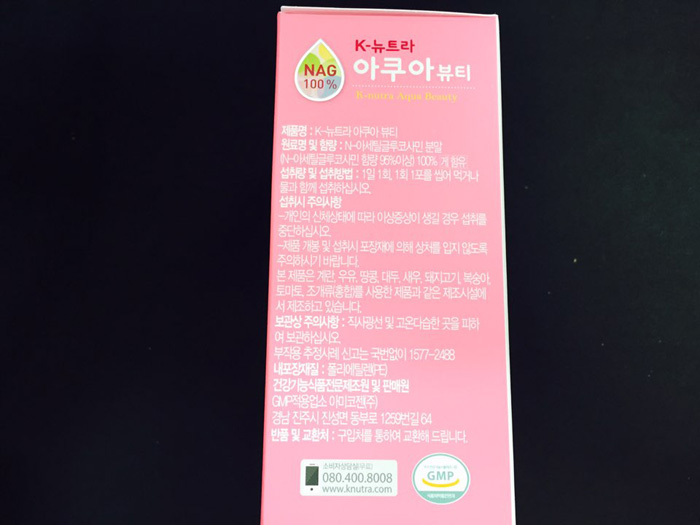 K-뉴트라
NAG
100%
아쿠아뷰티
K-nutra Aqua Beauty
제품명 : K-뉴트라 아쿠아 뷰티
원료명 및 함량 : N-아세틸글루코사민 분말
(N-아세틸글루코사민 함량 95%이상) 100% 게 함유
섭취량 및 섭취방법 : 1일 1회, 1회 1포를 씹어 먹거나
물과 함께 섭취하십시오.
섭취시 주의사항
-개인의 신체상태에 따라 이상증상이 생길 경우 섭취를
중단하십시오.
-제품 개봉 및 섭취시 포장재에 의해 상처를 입지 않도록
주의하시기 바랍니다.
본 제품은 계란, 우유, 땅콩, 대두, 새우, 돼지고기, 복숭아,
토마토, 조개류(홍합)를 사용한 제품과 같은 제조시설에
서 제조하고 있습니다.
보관상 주의사항 : 직사광선 및 고온다습한 곳을 피하
여 보관하십시오.
부작용 추정사례 신고는 국번없이 1577-2488
내포장재질 : 폴리에틸렌(PE)
건강기능식품전문제조원 및 판매원
GMP적용업소 아미코젠(주)
경남 진주시 진성면 동부로 1259번길 64
반품 및 교환처 : 구입처를 통하여 교환해 드립니다.
소비자상담실(무료)
080.400.8008
www.knutra.com
GMP